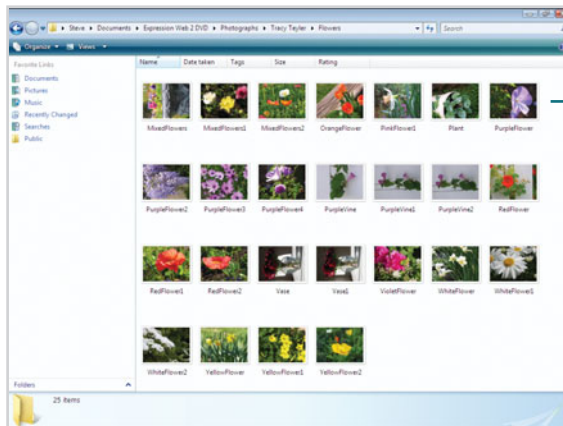 Steve ▸ Documents ▸ Expression Web 2 DVD ▸ Photographs ▸ Tracy Teyler ▸ Flowers
Search
Organize Views
Favorite Links
Documents
Pictures
Music
Recently Changed
Searches
Public
Name Date taken Tags Size Rating
MixedFlowers MixedFlowers1 MixedFlowers2 OrangeFlower PinkFlower1 Plant PurpleFlower
PurpleFlower2 PurpleFlower3 PurpleFlower4 PurpleVine PurpleVine1 PurpleVine2 RedFlower
RedFlower1 RedFlower2 Vase Vase1 VioletFlower WhiteFlower WhiteFlower1
WhiteFlower2 YellowFlower YellowFlower1 YellowFlower2
Folders
25 items